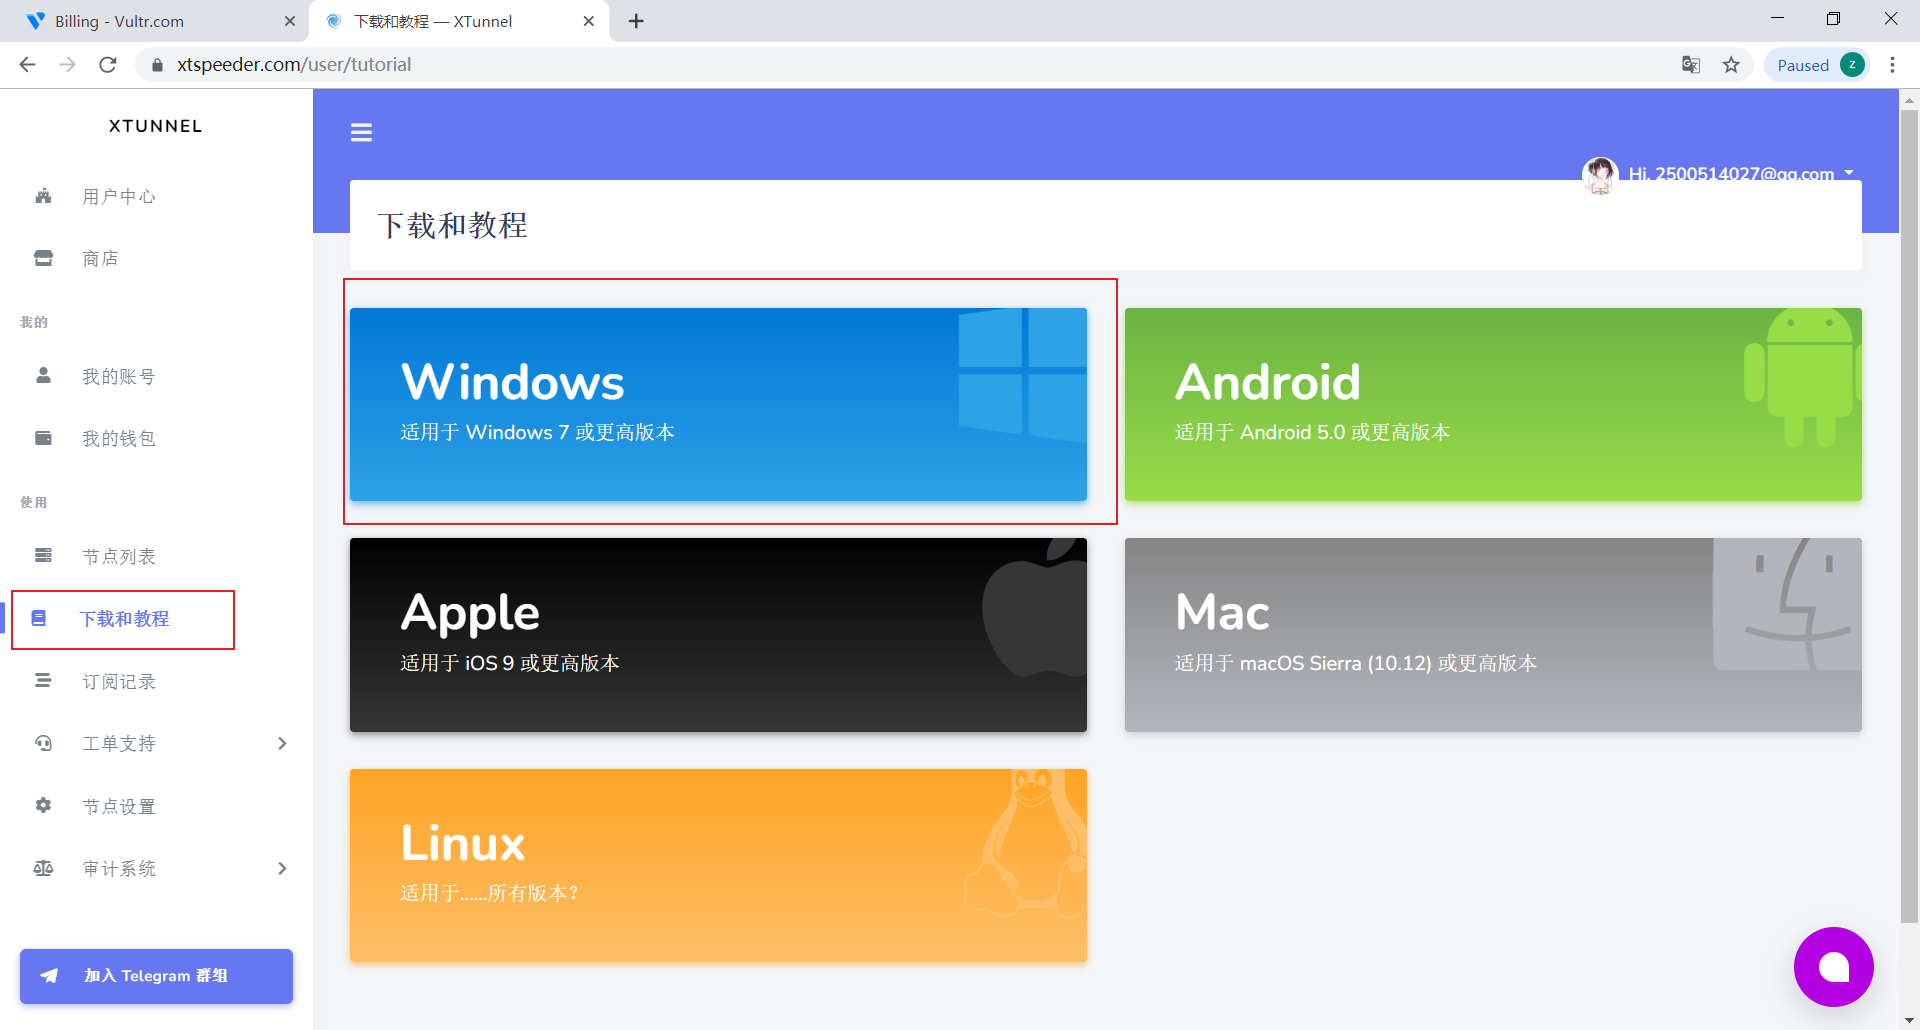 Billing - Vultr.com
下载和教程 — XTunnel
xtspeeder.com/user/tutorial
Paused
z
XTUNNEL
用户中心
商店
我的
我的账号
我的钱包
使用
节点列表
下载和教程
订阅记录
工单支持
节点设置
审计系统
加入 Telegram 群组
Hi, 2500514027@qq.com
下载和教程
Windows
适用于 Windows 7 或更高版本
Android
适用于 Android 5.0 或更高版本
Apple
适用于 iOS 9 或更高版本
Mac
适用于 macOS Sierra (10.12) 或更高版本
Linux
适用于......所有版本?